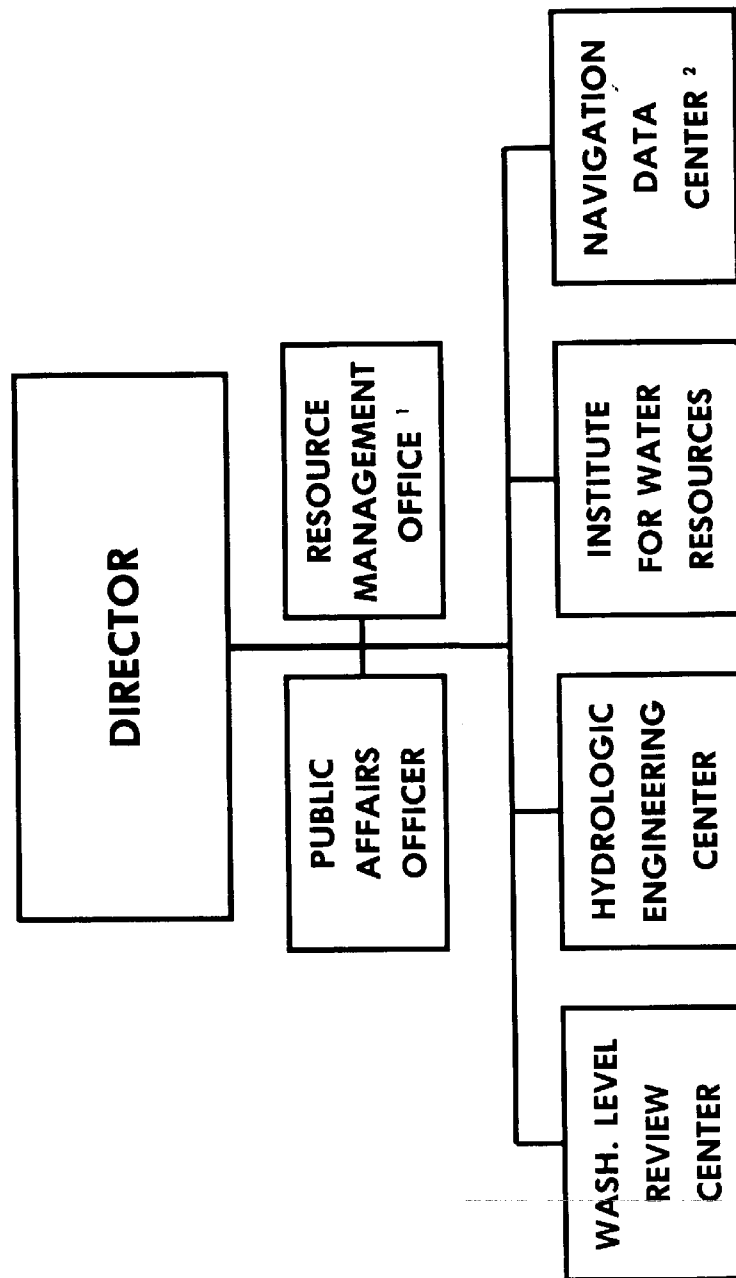 DIRECTOR
PUBLIC
AFFAIRS
OFFICER
RESOURCE
MANAGEMENT
OFFICE ¹
WASH. LEVEL
REVIEW
CENTER
HYDROLOGIC
ENGINEERING
CENTER
INSTITUTE
FOR WATER
RESOURCES
NAVIGATION
DATA
CENTER ²